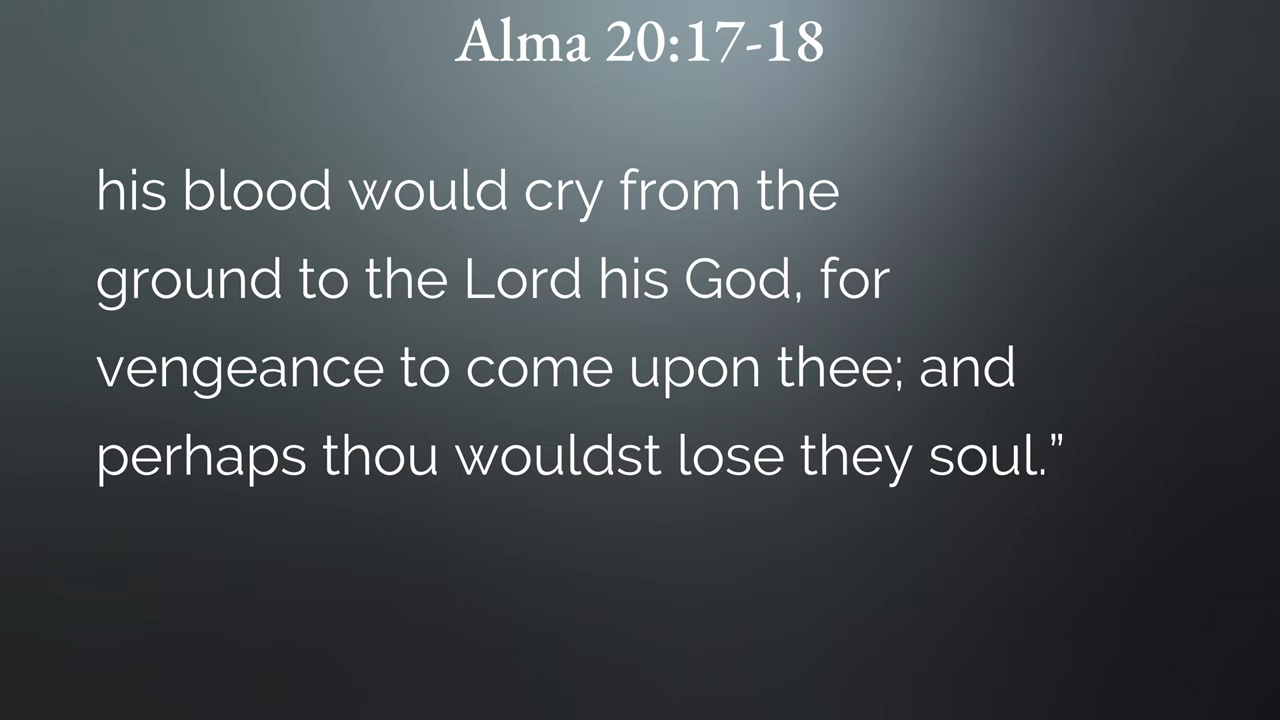 Alma 20:17-18
his blood would cry from the
ground to the Lord his God, for
vengeance to come upon thee; and
perhaps thou wouldst lose they soul.”